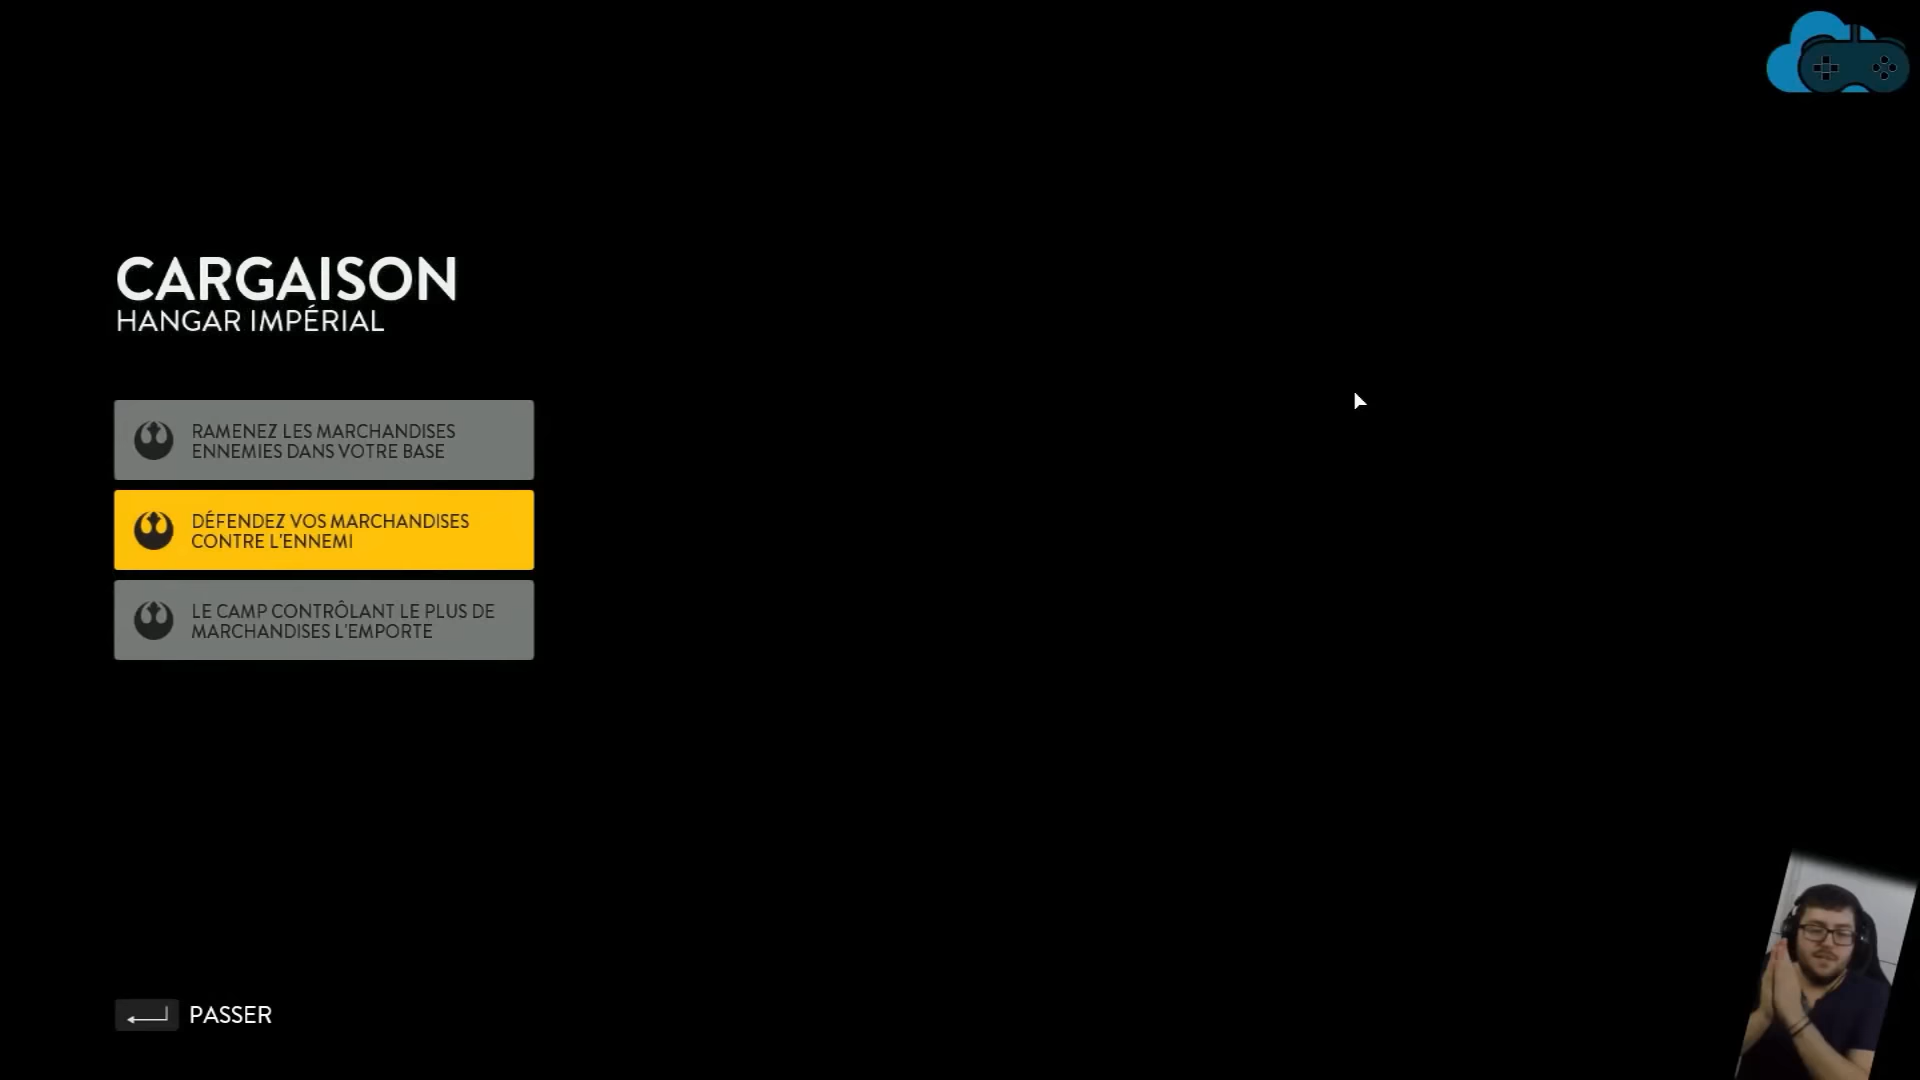 CARGAISON
HANGAR IMPÉRIAL
RAMENEZ LES MARCHANDISES
ENNEMIES DANS VOTRE BASE
DÉFENDEZ VOS MARCHANDISES
CONTRE L'ENNEMI
LE CAMP CONTRÔLANT LE PLUS DE
MARCHANDISES L'EMPORTE
PASSER